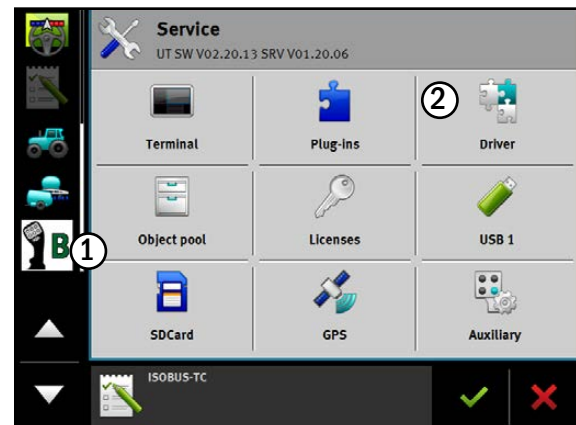 Service
UT SW V02.20.13 SRV V01.20.06
2
Terminal
Plug-ins
Driver
B
1
Object pool
Licenses
USB 1
SDCard
GPS
Auxiliary
ISOBUS-TC